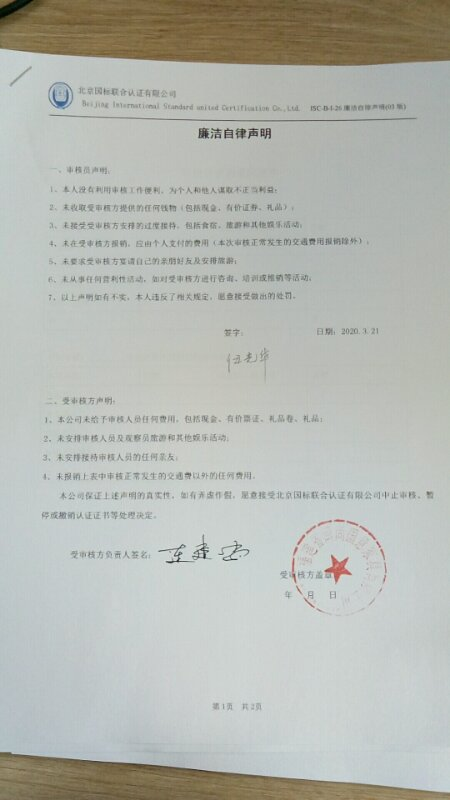 北京国标联合认证有限公司
Beijing International Standard united Certification Co.,Ltd. ISC-B-I-26 廉洁自律声明(03版)
廉洁自律声明
一、审核员声明：
1、本人没有利用审核工作便利，为个人和他人谋取不正当利益；
2、未收取受审核方提供的任何钱物（包括现金、有价证券、礼品）；
3、未接受受审核方安排的过度接待，包括食宿、旅游和其他娱乐活动；
4、未在受审核方报销，应由个人支付的费用（本次审核正常发生的交通费用报销除外）；
5、未要求受审核方宴请自己的亲朋好友及安排旅游；
6、未从事任何营利性活动，如对受审核方进行咨询、培训或推销等活动；
7、以上声明如有不实，本人违反了相关规定，愿意接受做出的处罚。
签字： 日期：2020.3.21
伍光华
二、受审核方声明：
1、本公司未给予审核人员任何费用，包括现金、有价票证、礼品卷、礼品；
2、未安排审核人员及观察员旅游和其他娱乐活动；
3、未安排接待审核人员的任何亲友；
4、未报销上表中审核正常发生的交通费以外的任何费用。
本公司保证上述声明的真实性，如有弄虚作假，愿意接受北京国标联合认证有限公司中止审核、暂
停或撤销认证证书等处理决定。
受审核方负责人签名：
受审核方盖章
年 月 日
第1页 共2页